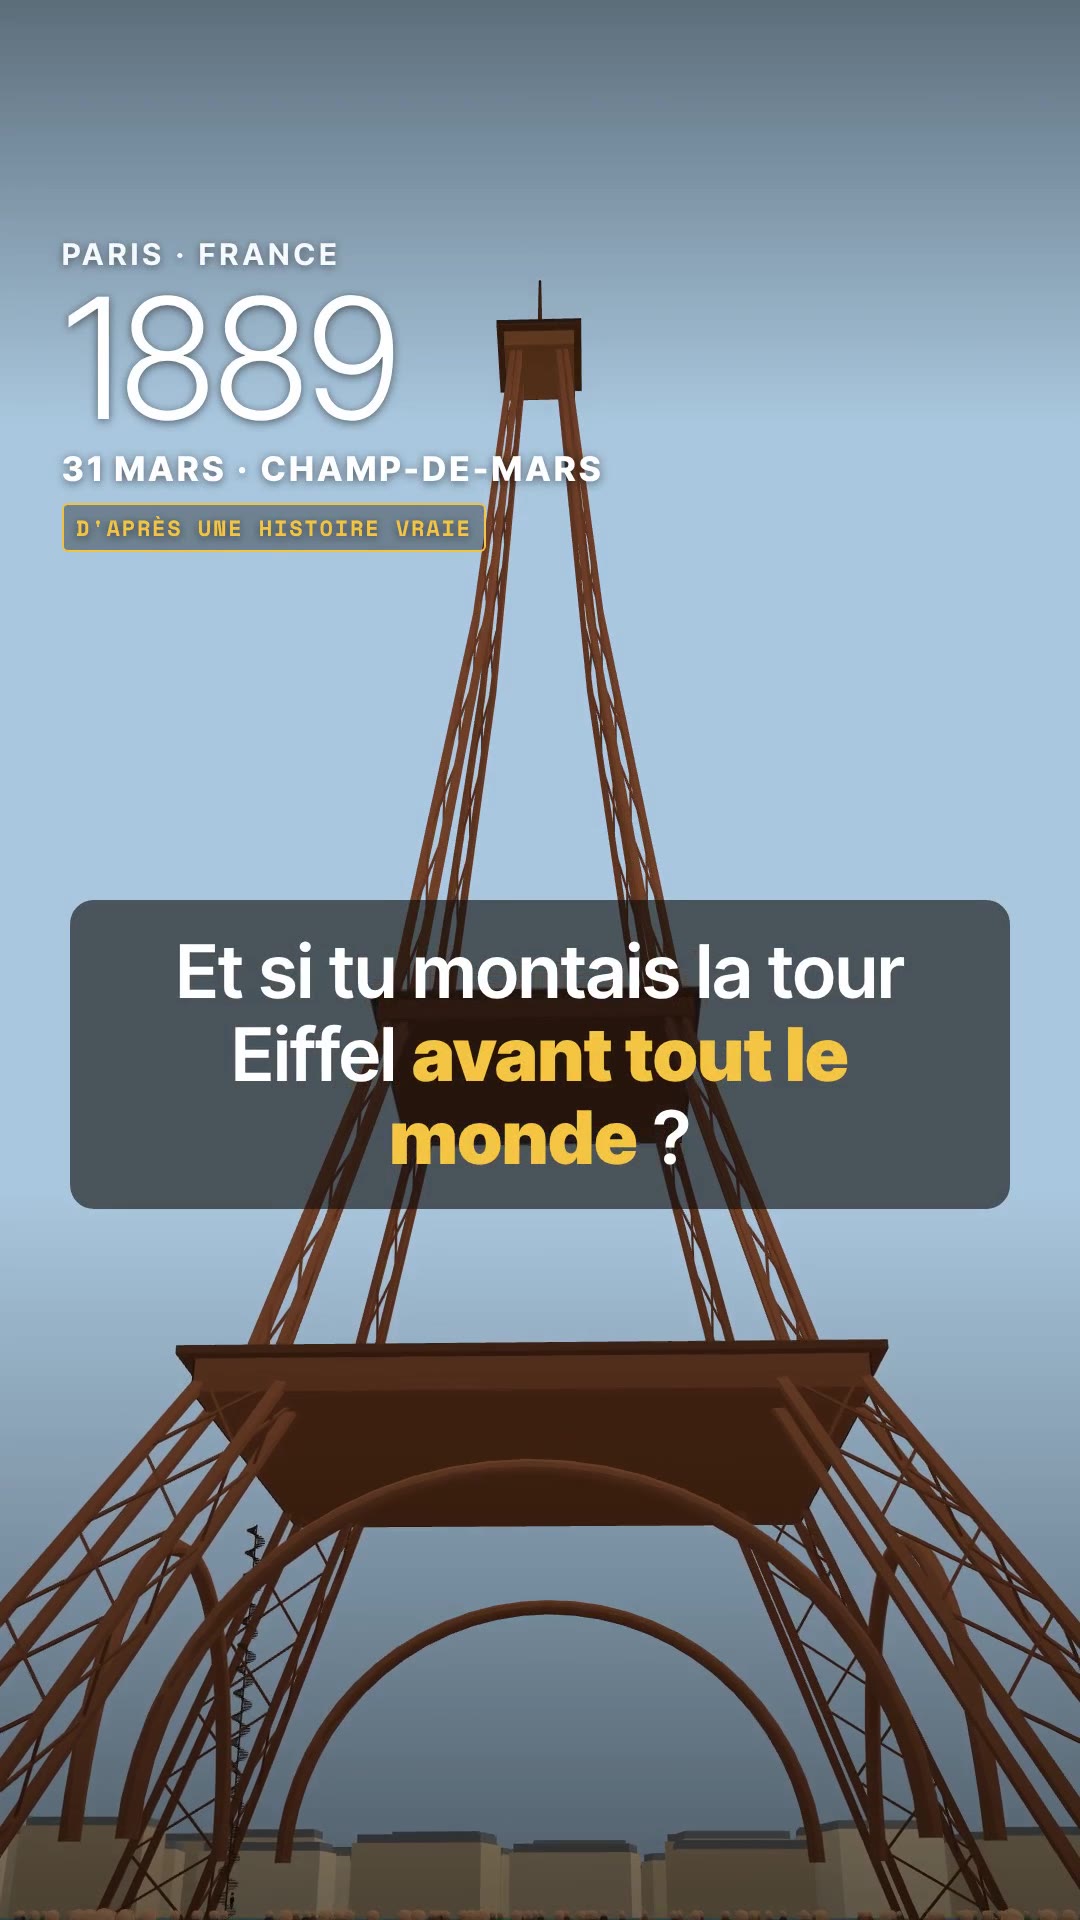 PARIS · FRANCE
1889
31 MARS · CHAMP-DE-MARS
D'APRÈS UNE HISTOIRE VRAIE
Et si tu montais la tour
Eiffel avant tout le
monde ?